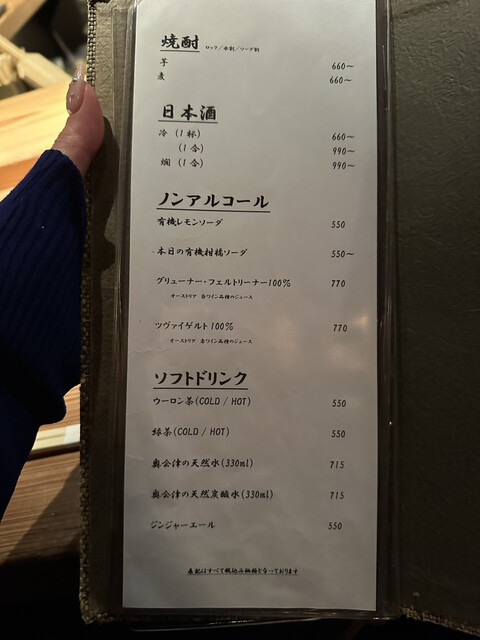 焼酎 ロック/水割/ソーダ割
芋 660～
麦 660～
日本酒
冷 (1杯) 660～
(1合) 990～
燗 (1合) 990～
ノンアルコール
有機レモンソーダ 550
本日の有機柑橘ソーダ 550～
グリューナー・フェルトリーナー100% 770
オーストリア 白ワイン品種のジュース
ツヴァイゲルト100% 770
オーストリア 赤ワイン品種のジュース
ソフトドリンク
ウーロン茶(COLD / HOT) 550
緑茶(COLD / HOT) 550
奥会津の天然水(330ml) 715
奥会津の天然炭酸水(330ml) 715
ジンジャーエール 550
表記はすべて税込み価格となっております